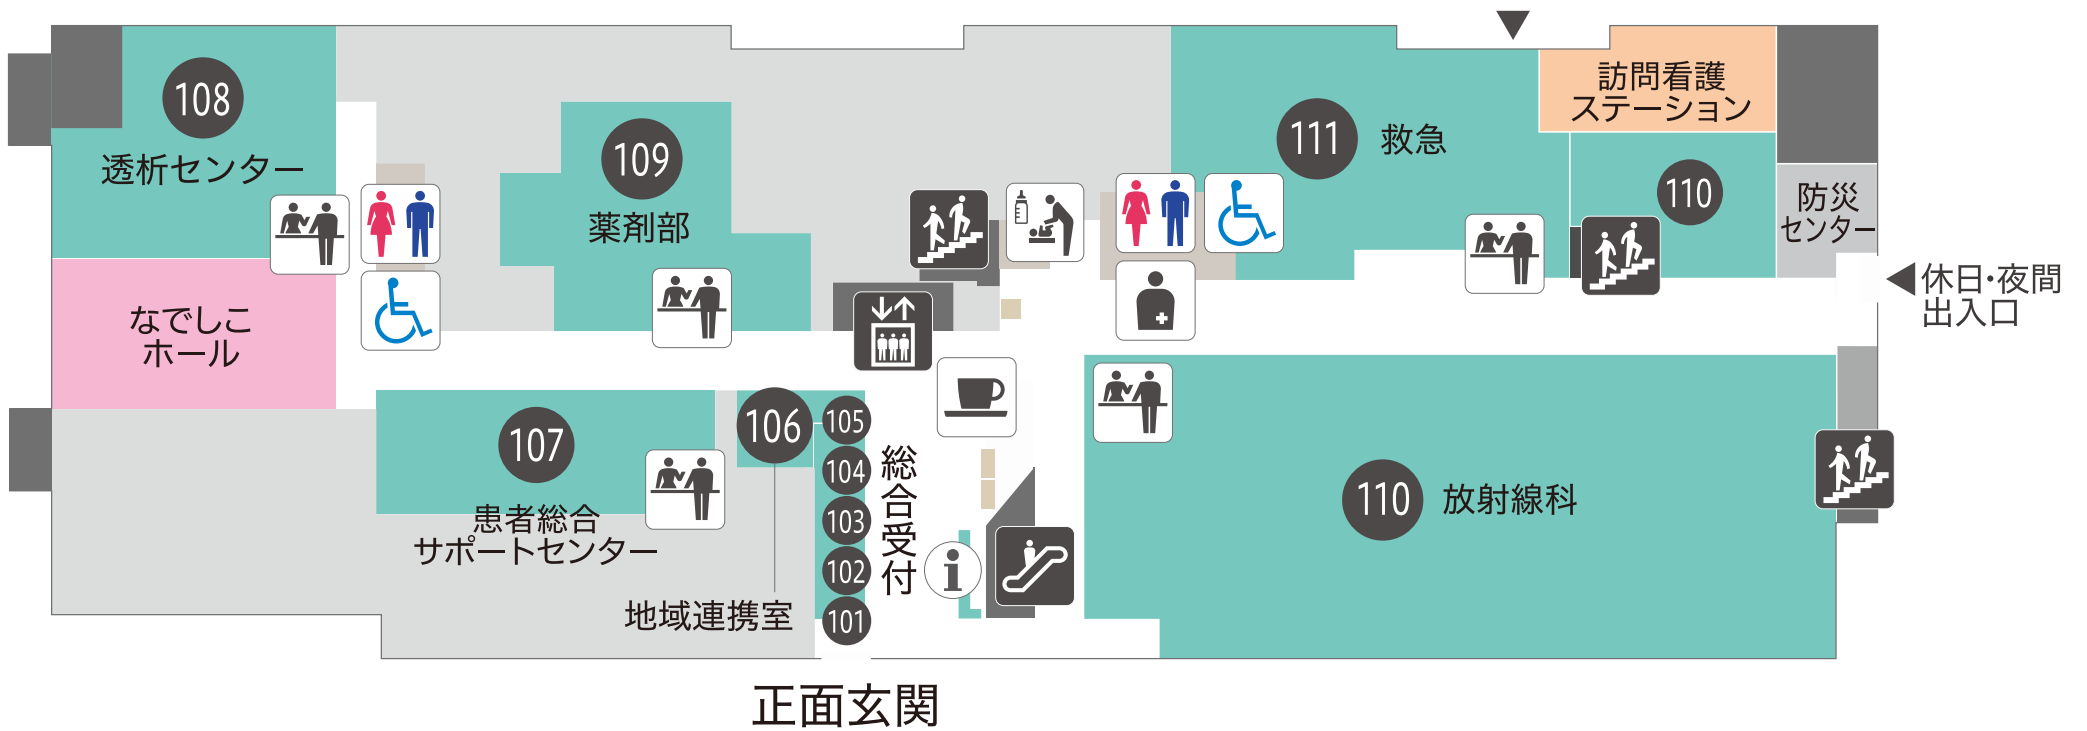 108
透析センター
109
薬剤部
111
救急
訪問看護
ステーション
110
防災
センター
休日・夜間
出入口
なでしこ
ホール
107
患者総合
サポートセンター
106
地域連携室
105
104
103
102
101
総合受付
i
110
放射線科
正面玄関